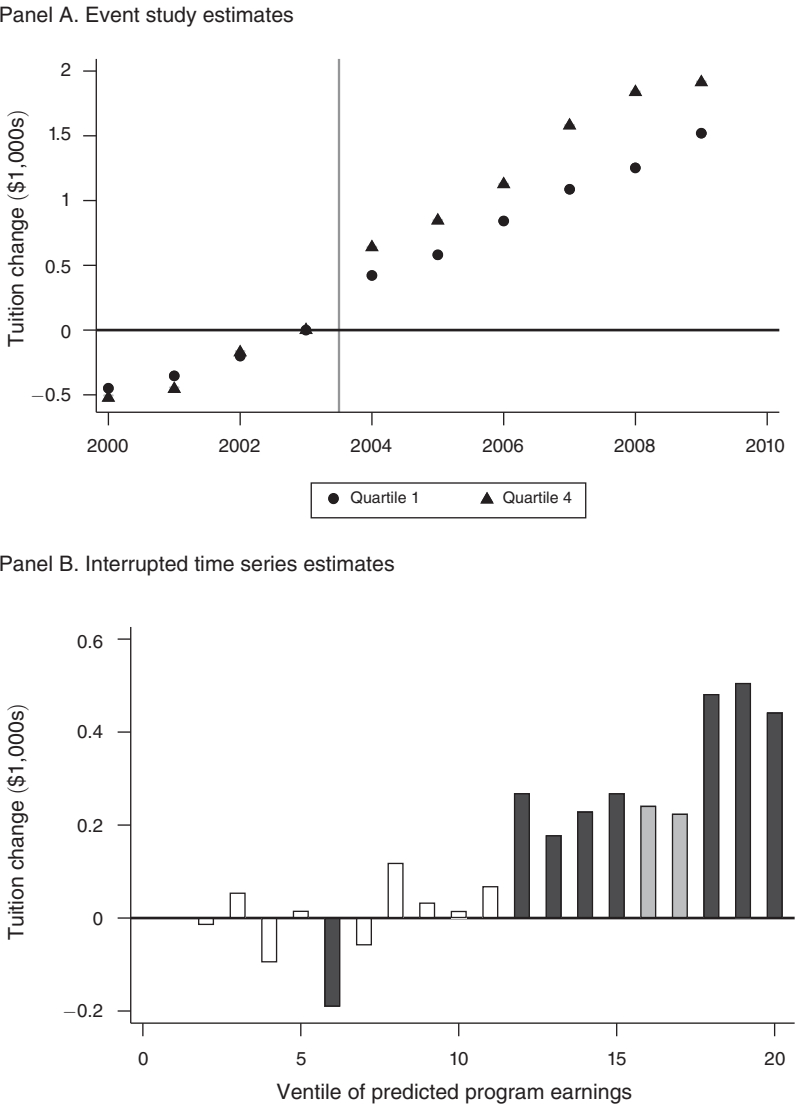 Panel A. Event study estimates
Tuition change ($1,000s)
2
1.5
1
0.5
0
−0.5
2000 2002 2004 2006 2008 2010
Quartile 1 Quartile 4
Panel B. Interrupted time series estimates
Tuition change ($1,000s)
0.6
0.4
0.2
0
−0.2
0 5 10 15 20
Ventile of predicted program earnings